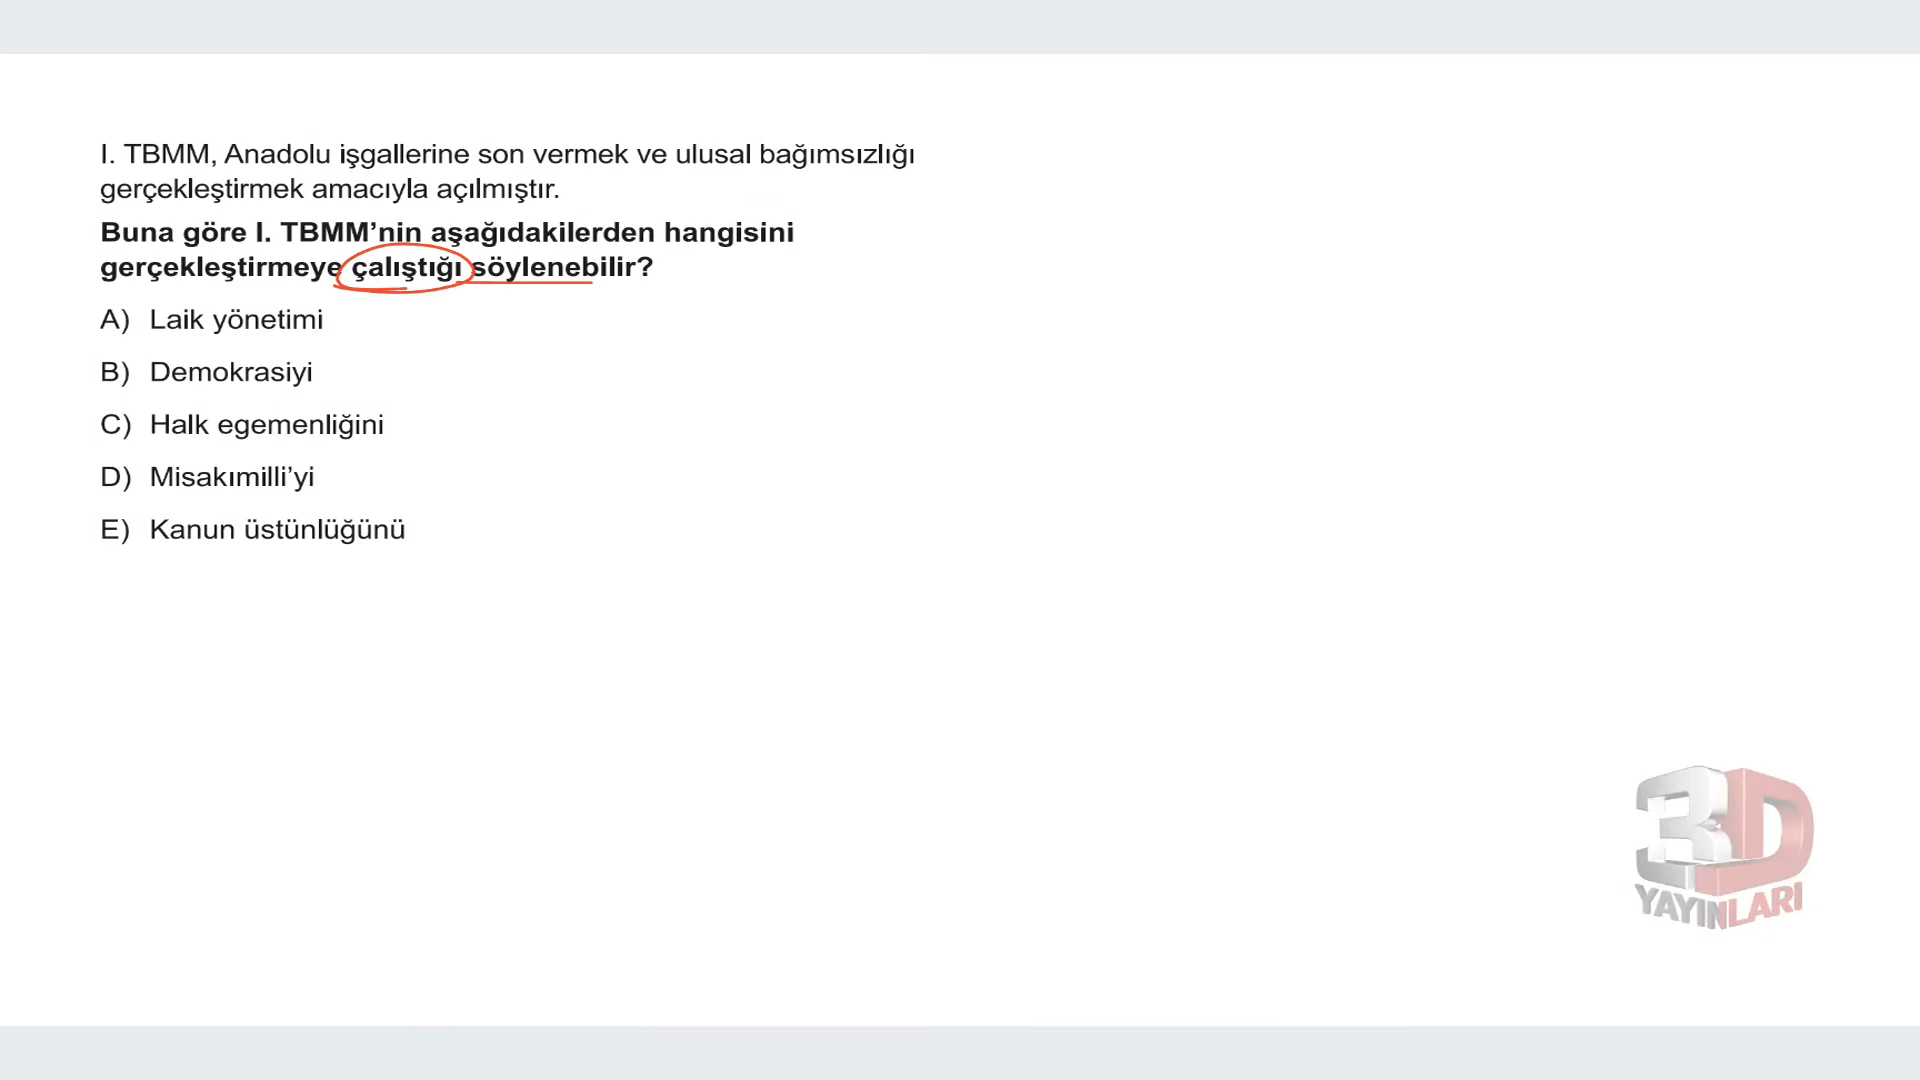 I. TBMM, Anadolu işgallerine son vermek ve ulusal bağımsızlığı
gerçekleştirmek amacıyla açılmıştır.
Buna göre I. TBMM’nin aşağıdakilerden hangisini
gerçekleştirmeye çalıştığı söylenebilir?
A) Laik yönetimi
B) Demokrasiyi
C) Halk egemenliğini
D) Misakımilli’yi
E) Kanun üstünlüğünü
3D
YAYINLARI